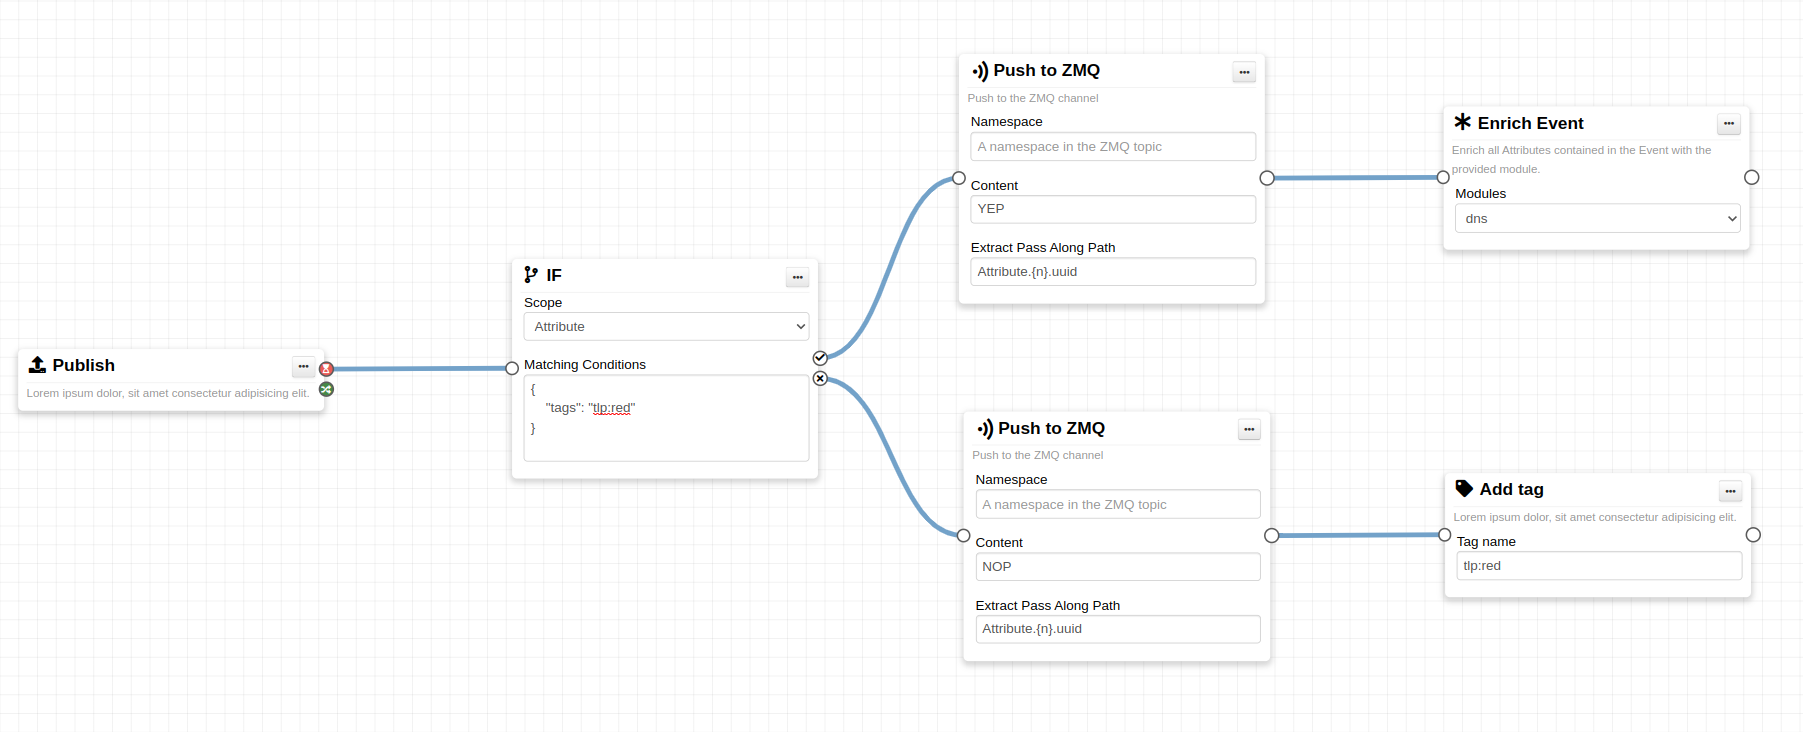 Publish
Lorem ipsum dolor, sit amet consectetur adipisicing elit.
IF
Scope
Attribute
Matching Conditions
{
"tags": "tlp:red"
}
Push to ZMQ
Push to the ZMQ channel
Namespace
A namespace in the ZMQ topic
Content
YEP
Extract Pass Along Path
Attribute.{n}.uuid
Enrich Event
Enrich all Attributes contained in the Event with the
provided module.
Modules
dns
Push to ZMQ
Push to the ZMQ channel
Namespace
A namespace in the ZMQ topic
Content
NOP
Extract Pass Along Path
Attribute.{n}.uuid
Add tag
Lorem ipsum dolor, sit amet consectetur adipisicing elit.
Tag name
tlp:red